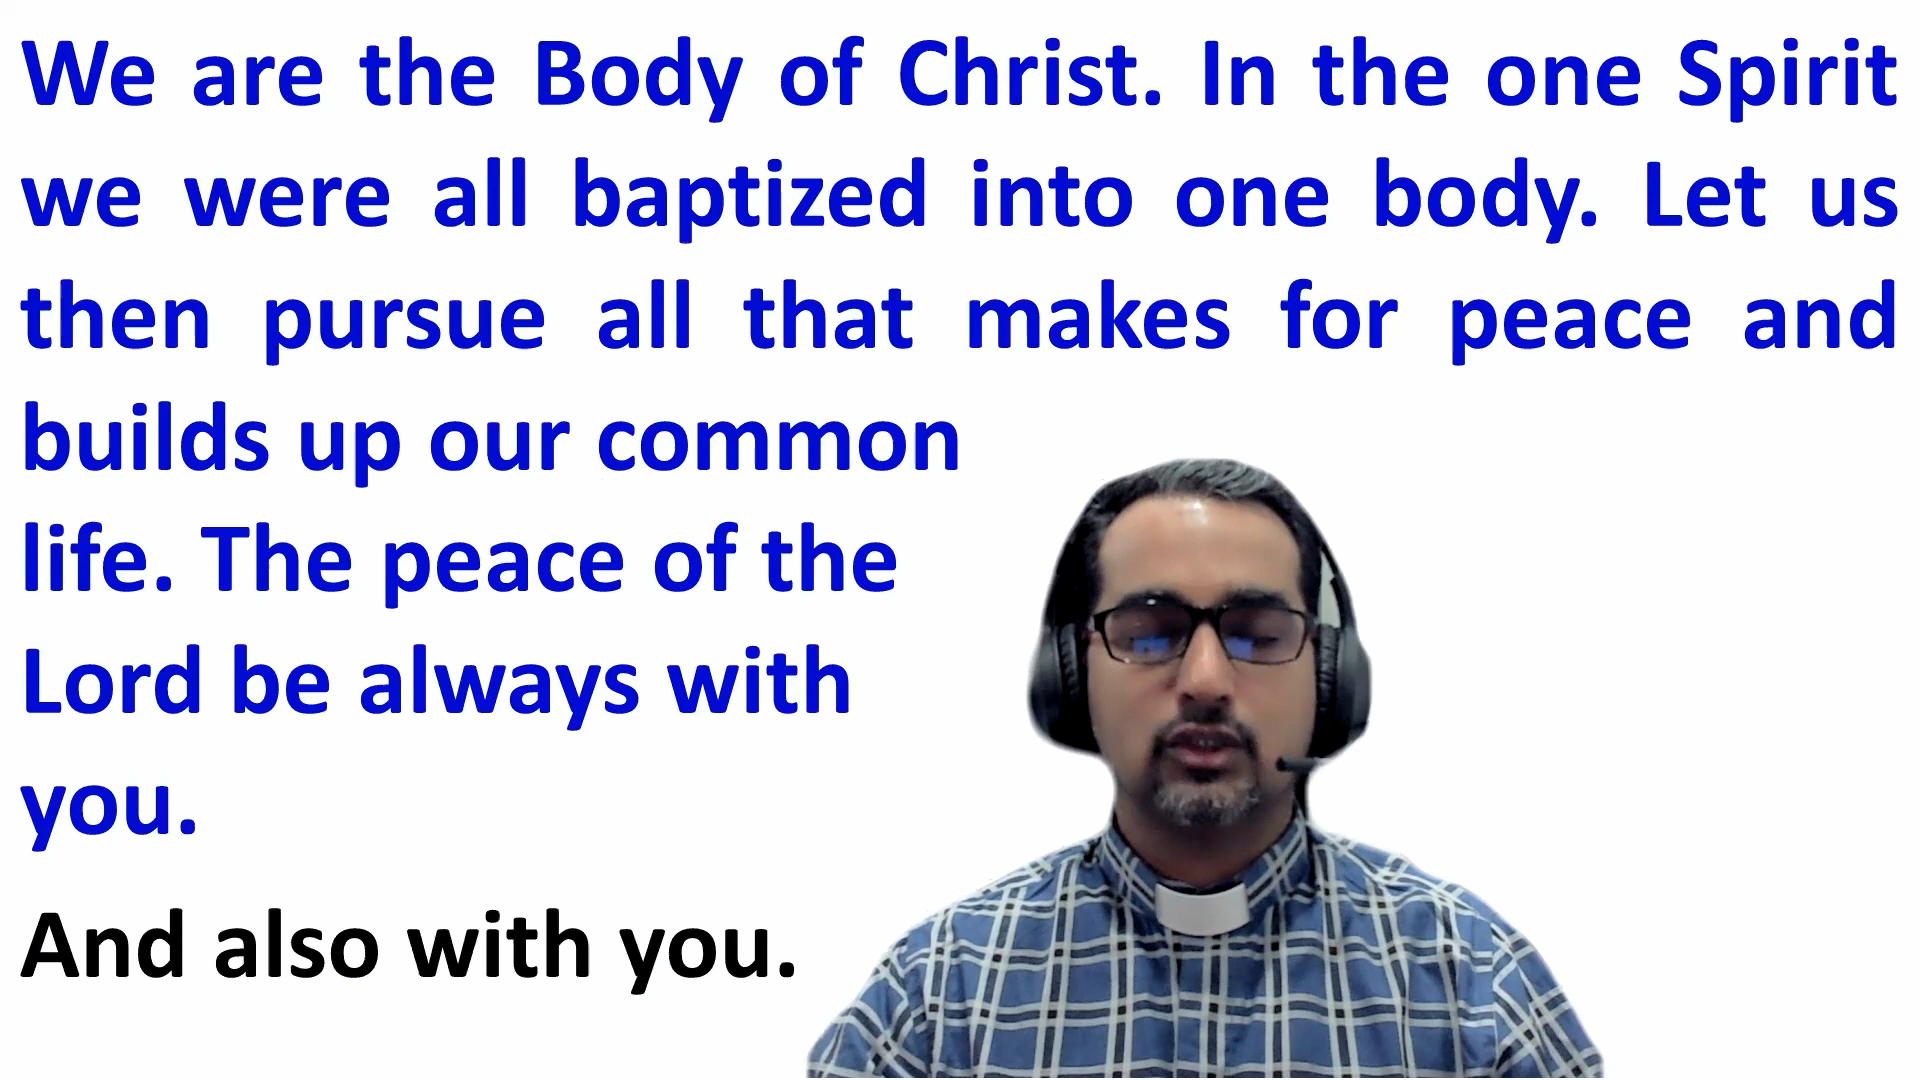 We are the Body of Christ. In the one Spirit
we were all baptized into one body. Let us
then pursue all that makes for peace and
builds up our common
life. The peace of the
Lord be always with
you.
And also with you.